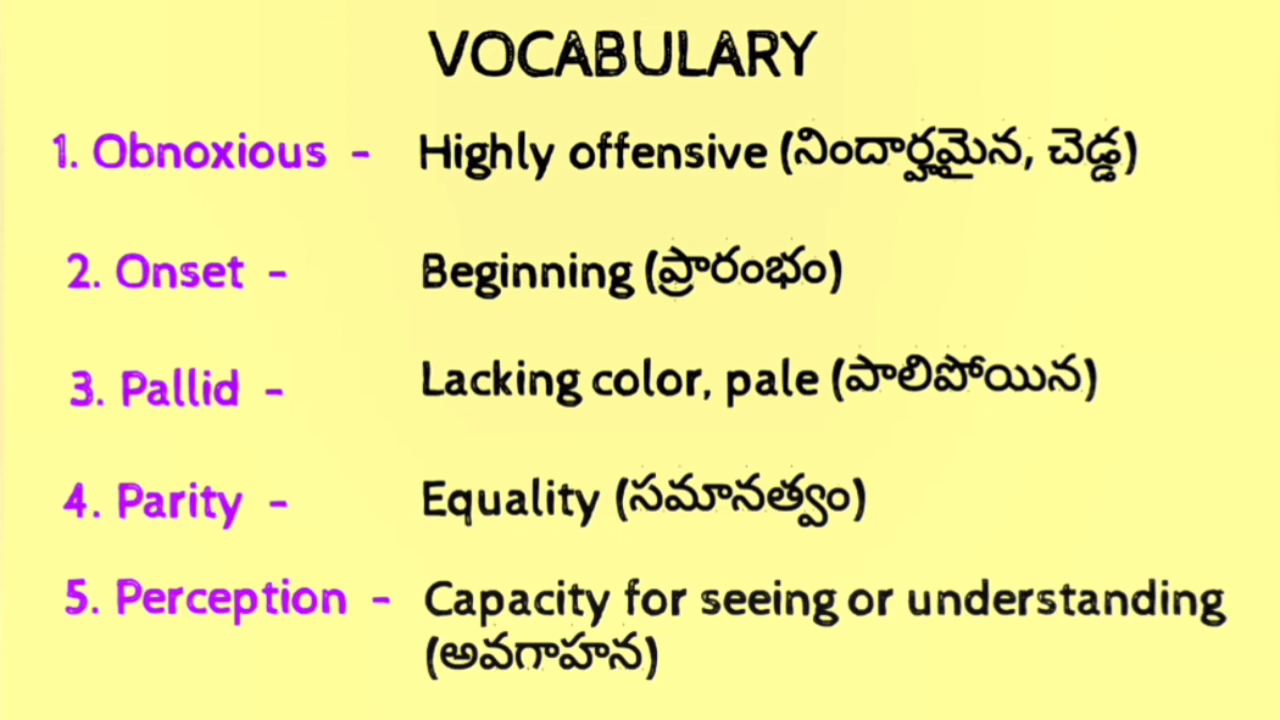 VOCABULARY
1. Obnoxious - Highly offensive (నిందార్హమైన, చెడ్డ)
2. Onset - Beginning (ప్రారంభం)
3. Pallid - Lacking color, pale (పాలిపోయిన)
4. Parity - Equality (సమానత్వం)
5. Perception - Capacity for seeing or understanding
(అవగాహన)